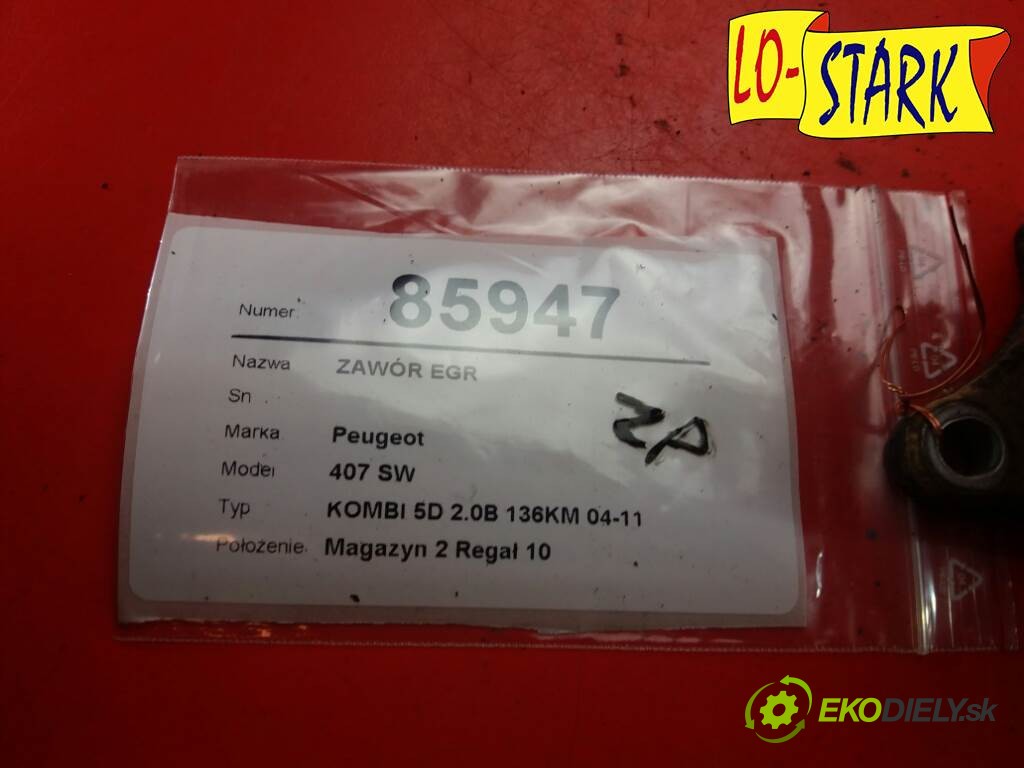 LO-STARK
Numer: 85947
Nazwa ZAWÓR EGR
Sn
Marka Peugeot
Model 407 SW
Typ KOMBI 5D 2.0B 136KM 04-11
Położenie: Magazyn 2 Regał 10
EKODIELY.sk